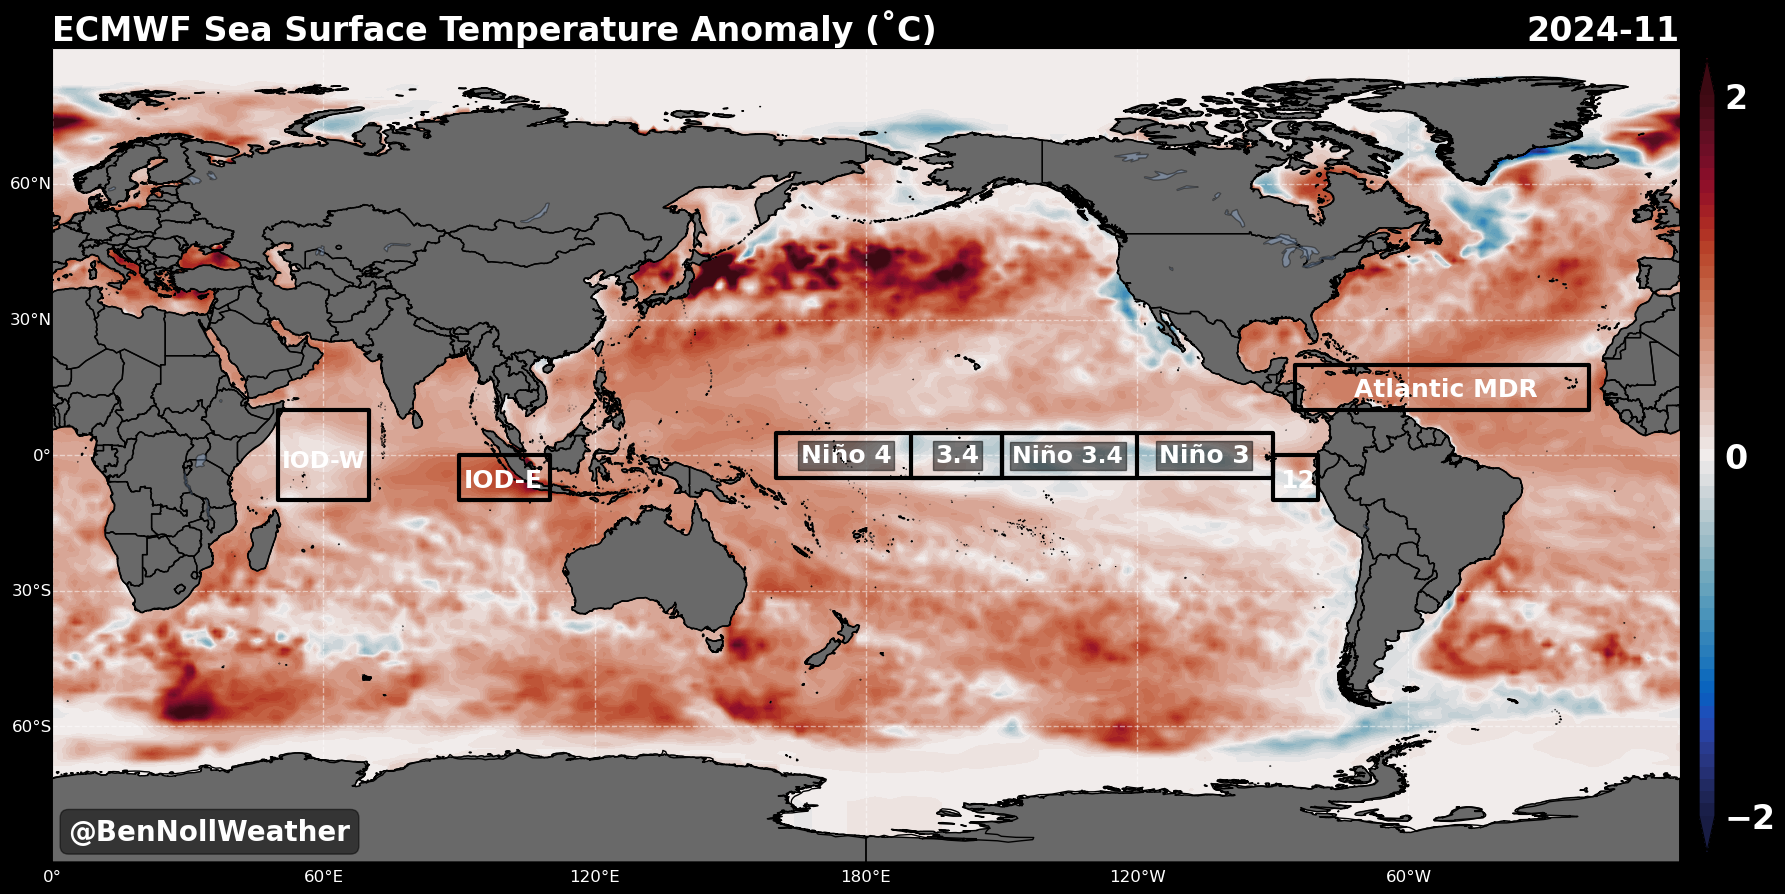 ECMWF Sea Surface Temperature Anomaly (˚C) 2024-11
2
60°N
30°N
Atlantic MDR
0°
IOD-W
IOD-E
Niño 4
3.4
Niño 3.4
Niño 3
12
0
30°S
60°S
@BenNollWeather
−2
0° 60°E 120°E 180°E 120°W 60°W